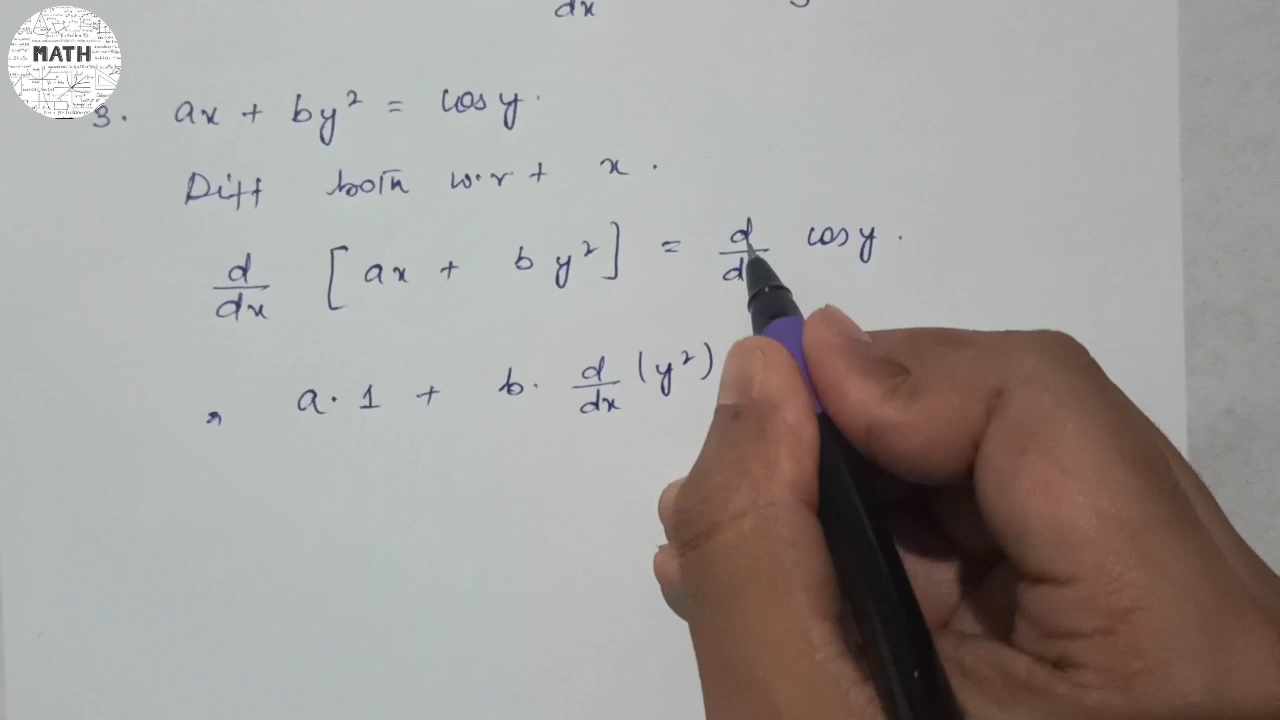 dx
MATH
3. ax + by² = cos y.
Diff both w.r.t x.
d/dx [ax + by²] = d/d cos y.
a.1 + b. d/dx (y²)